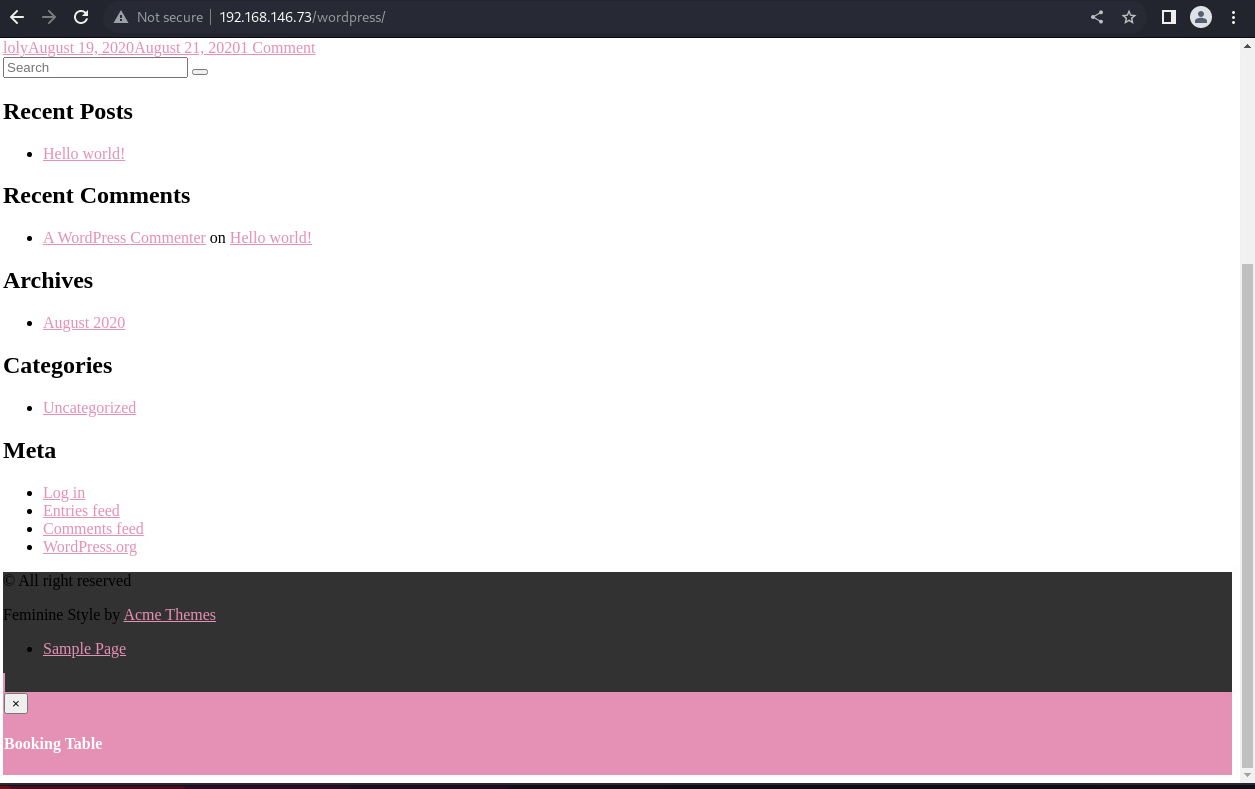 Not secure 192.168.146.73/wordpress/
lolyAugust 19, 2020August 21, 20201 Comment
Search
Recent Posts
Hello world!
Recent Comments
A WordPress Commenter on Hello world!
Archives
August 2020
Categories
Uncategorized
Meta
Log in
Entries feed
Comments feed
WordPress.org
© All right reserved
Feminine Style by Acme Themes
Sample Page
×
Booking Table